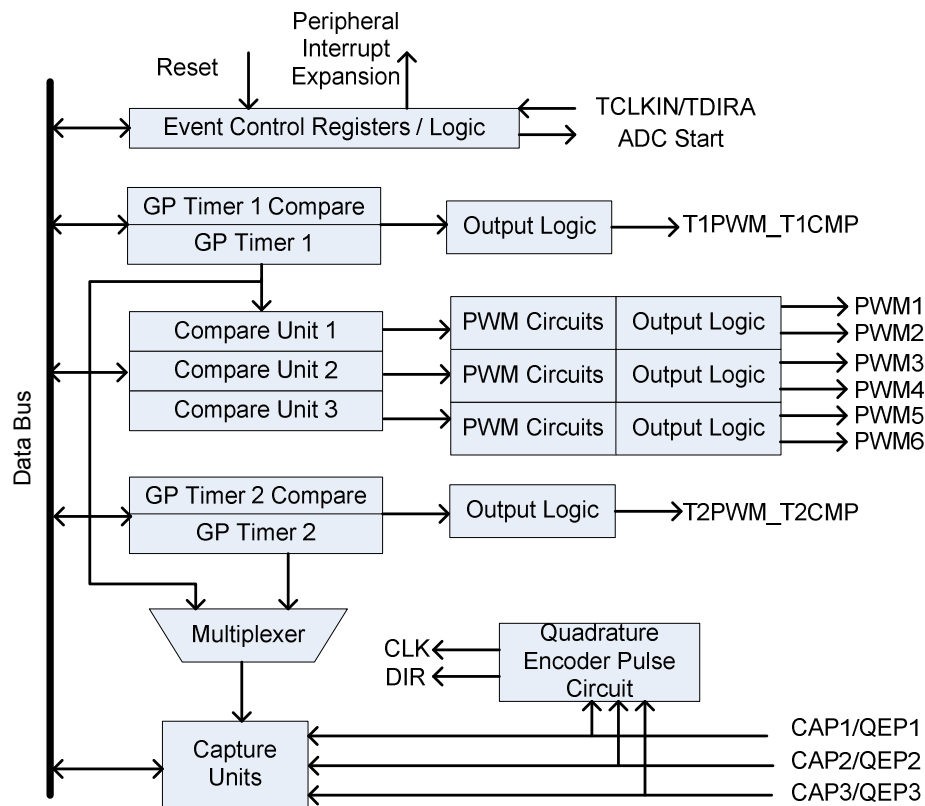 Peripheral
Interrupt
Expansion
Reset
TCLKIN/TDIRA
Event Control Registers / Logic
ADC Start
GP Timer 1 Compare
GP Timer 1
Output Logic
T1PWM_T1CMP
Compare Unit 1
Compare Unit 2
Compare Unit 3
PWM Circuits
Output Logic
PWM1
PWM2
PWM Circuits
Output Logic
PWM3
PWM4
PWM Circuits
Output Logic
PWM5
PWM6
Data Bus
GP Timer 2 Compare
GP Timer 2
Output Logic
T2PWM_T2CMP
Multiplexer
CLK
DIR
Quadrature
Encoder Pulse
Circuit
Capture
Units
CAP1/QEP1
CAP2/QEP2
CAP3/QEP3